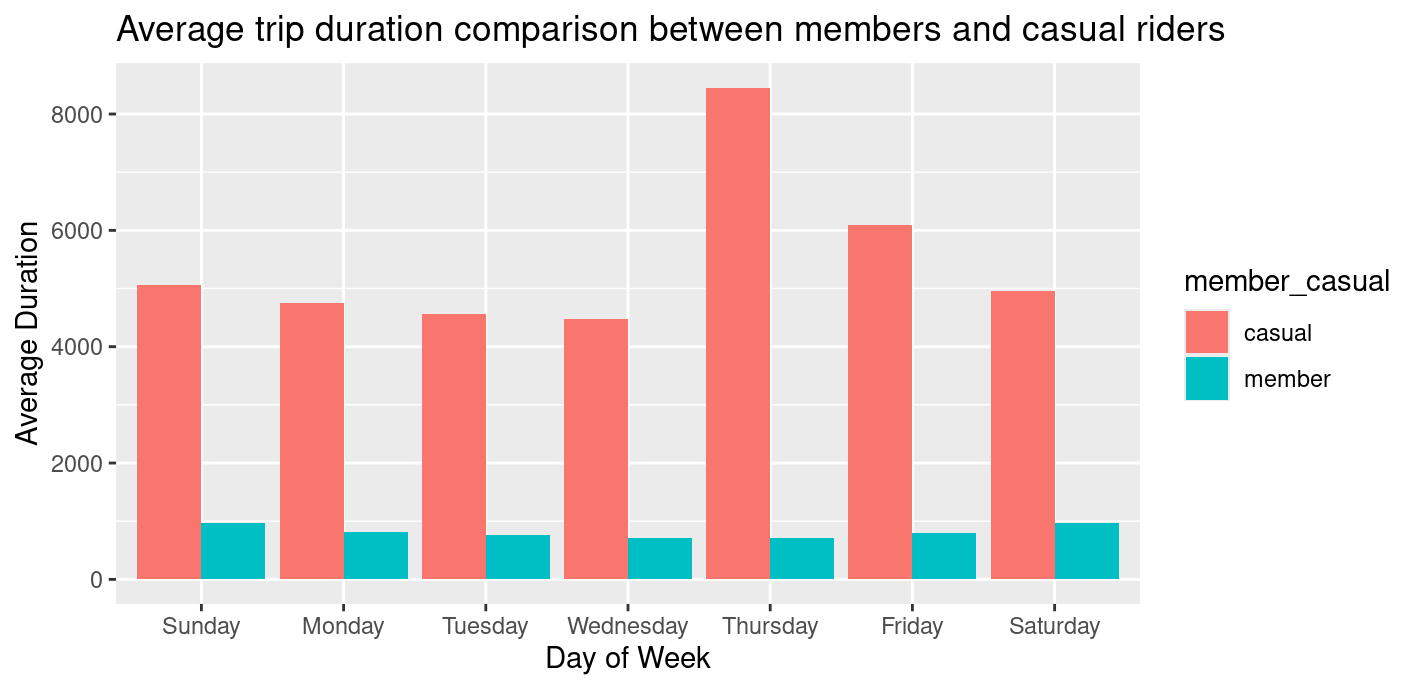 Average trip duration comparison between members and casual riders
Average Duration
8000
6000
4000
2000
0
Sunday Monday Tuesday Wednesday Thursday Friday Saturday
Day of Week
member_casual
casual
member